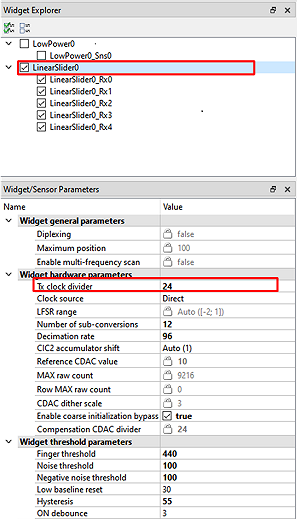 Widget Explorer
LowPower0
LowPower0_Sns0
LinearSlider0
LinearSlider0_Rx0
LinearSlider0_Rx1
LinearSlider0_Rx2
LinearSlider0_Rx3
LinearSlider0_Rx4
Widget/Sensor Parameters
Name Value
Widget general parameters
Diplexing false
Maximum position 100
Enable multi-frequency scan false
Widget hardware parameters
Tx clock divider 24
Clock source Direct
LFSR range Auto ([-2; 1])
Number of sub-conversions 12
Decimation rate 96
CIC2 accumulator shift Auto (1)
Reference CDAC value 10
MAX raw count 9216
Row MAX raw count 0
CDAC dither scale 3
Enable coarse initialization bypass true
Compensation CDAC divider 24
Widget threshold parameters
Finger threshold 440
Noise threshold 100
Negative noise threshold 100
Low baseline reset 30
Hysteresis 55
ON debounce 3